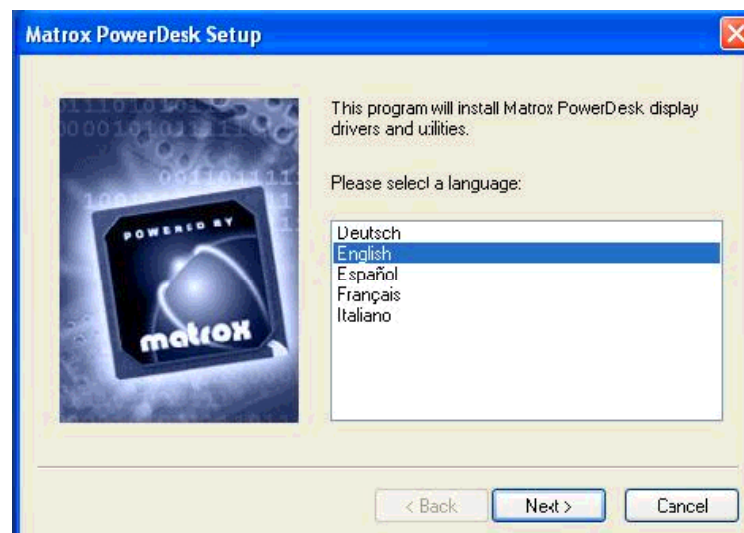 Matrox PowerDesk Setup
This program will install Matrox PowerDesk display
drivers and utilities.
Please select a language:
Deutsch
English
Español
Français
Italiano
POWERED BY
matrox
< Back
Next >
Cancel